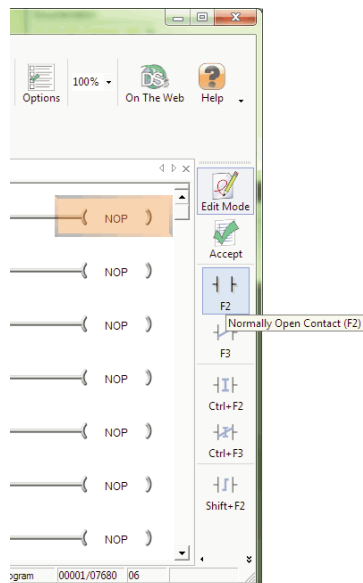 100%
Options
On The Web
Help
Edit Mode
NOP
Accept
NOP
F2
Normally Open Contact (F2)
NOP
F3
NOP
Ctrl+F2
NOP
Ctrl+F3
NOP
Shift+F2
NOP
ogram 00001/07680 06